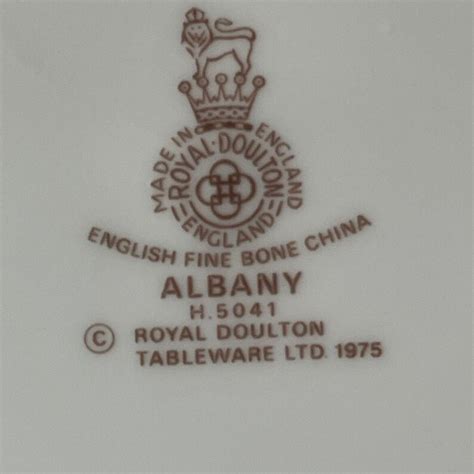 MADE IN ENGLAND
ROYAL·DOULTON
ENGLAND
ENGLISH FINE BONE CHINA
ALBANY
H.5041
© ROYAL DOULTON
TABLEWARE LTD. 1975